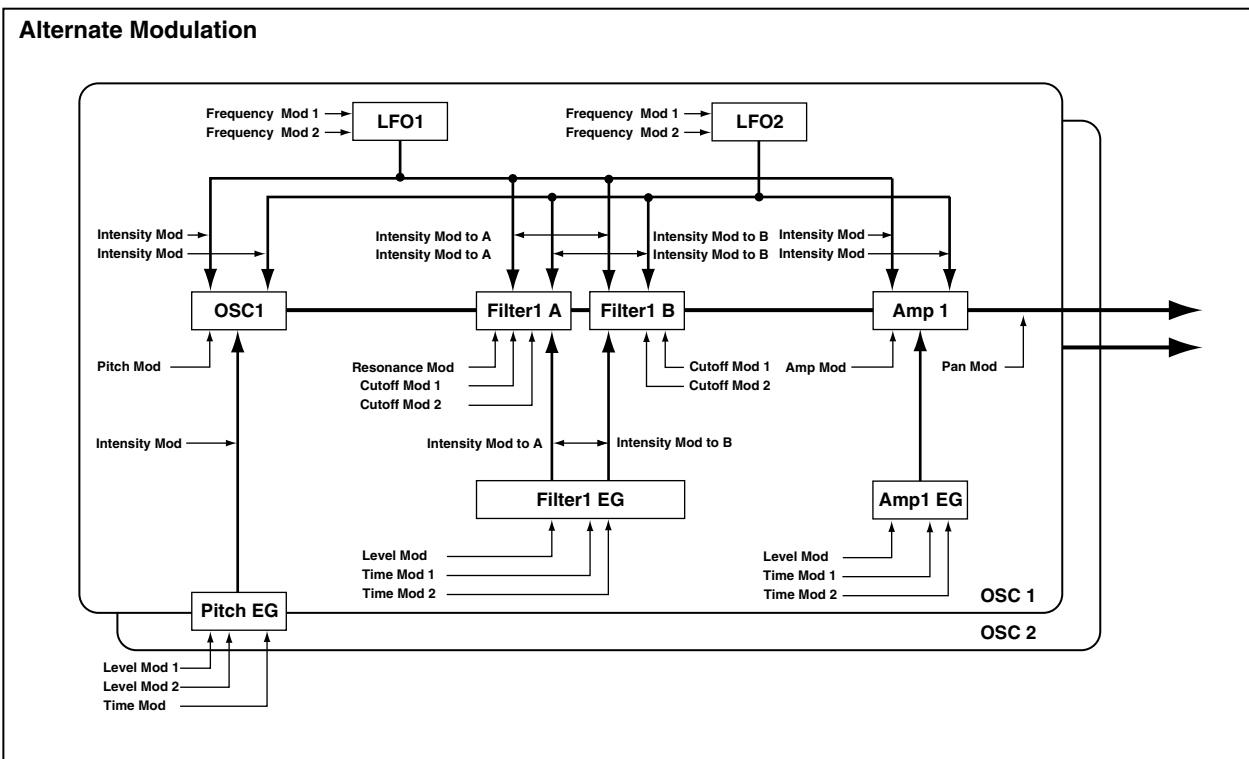 Alternate Modulation
Frequency Mod 1
LFO1
Frequency Mod 2
Frequency Mod 1
LFO2
Frequency Mod 2
Intensity Mod
Intensity Mod
Intensity Mod to A
Intensity Mod to A
Intensity Mod to B
Intensity Mod to B
Intensity Mod
Intensity Mod
OSC1
Filter1 A
Filter1 B
Amp 1
Pitch Mod
Resonance Mod
Cutoff Mod 1
Cutoff Mod 2
Cutoff Mod 1
Cutoff Mod 2
Amp Mod
Pan Mod
Intensity Mod
Intensity Mod to A
Intensity Mod to B
Filter1 EG
Amp1 EG
Level Mod
Time Mod 1
Time Mod 2
Level Mod
Time Mod 1
Time Mod 2
Pitch EG
OSC 1
OSC 2
Level Mod 1
Level Mod 2
Time Mod